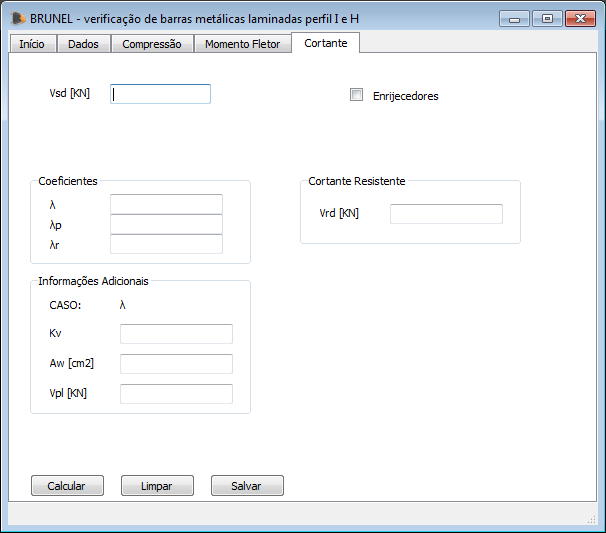 BRUNEL - verificação de barras metálicas laminadas perfil I e H
Início Dados Compressão Momento Fletor Cortante
Vsd [KN] Enrijecedores
Coeficientes
λ
λp
λr
Cortante Resistente
Vrd [KN]
Informações Adicionais
CASO: λ
Kv
Aw [cm2]
Vpl [KN]
Calcular Limpar Salvar